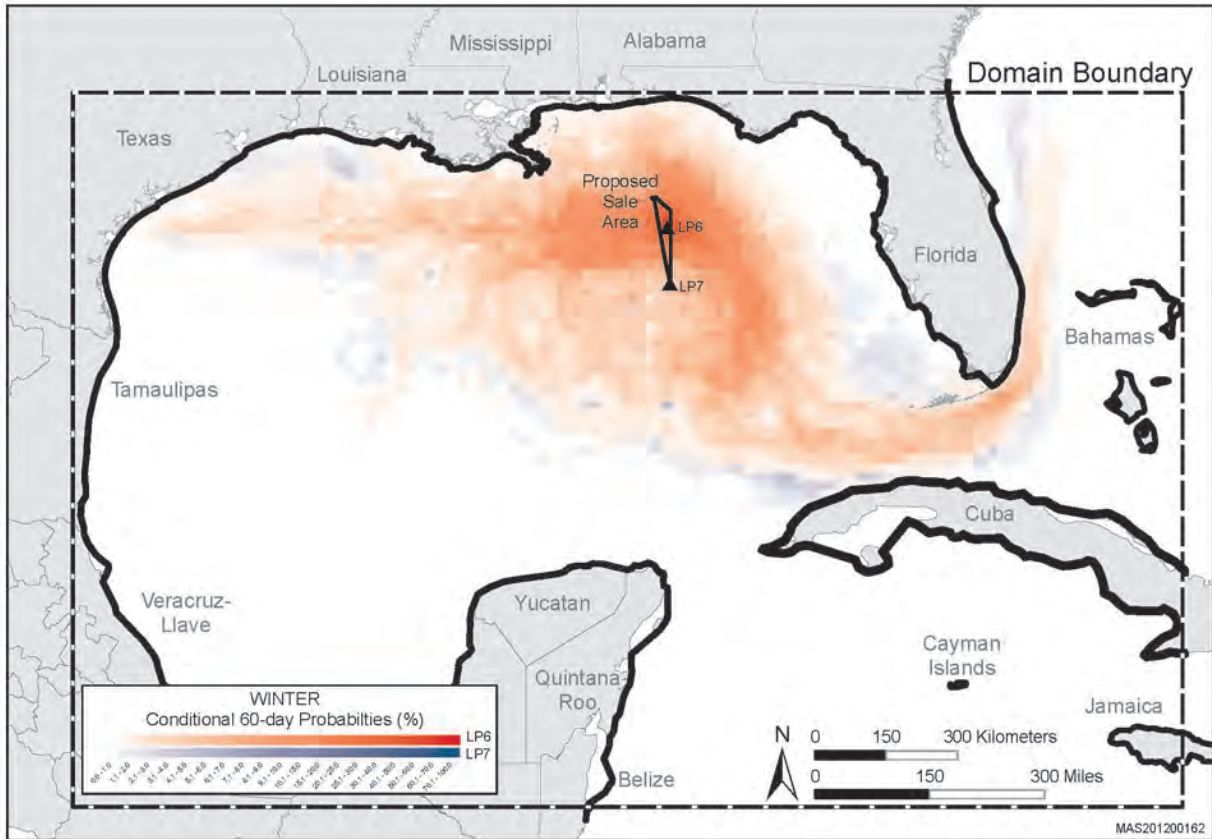 Mississippi
Alabama
Louisiana
Domain Boundary
Texas
Proposed
Sale
Area
LP6
Florida
LP7
Bahamas
Tamaulipas
Cuba
Veracruz-
Llave
Yucatan
Cayman
Islands
Quintana
Roo
Jamaica
WINTER
Conditional 60-day Probabilties (%)
LP6
LP7
N
0 150 300 Kilometers
0 150 300 Miles
Belize
MAS201200162